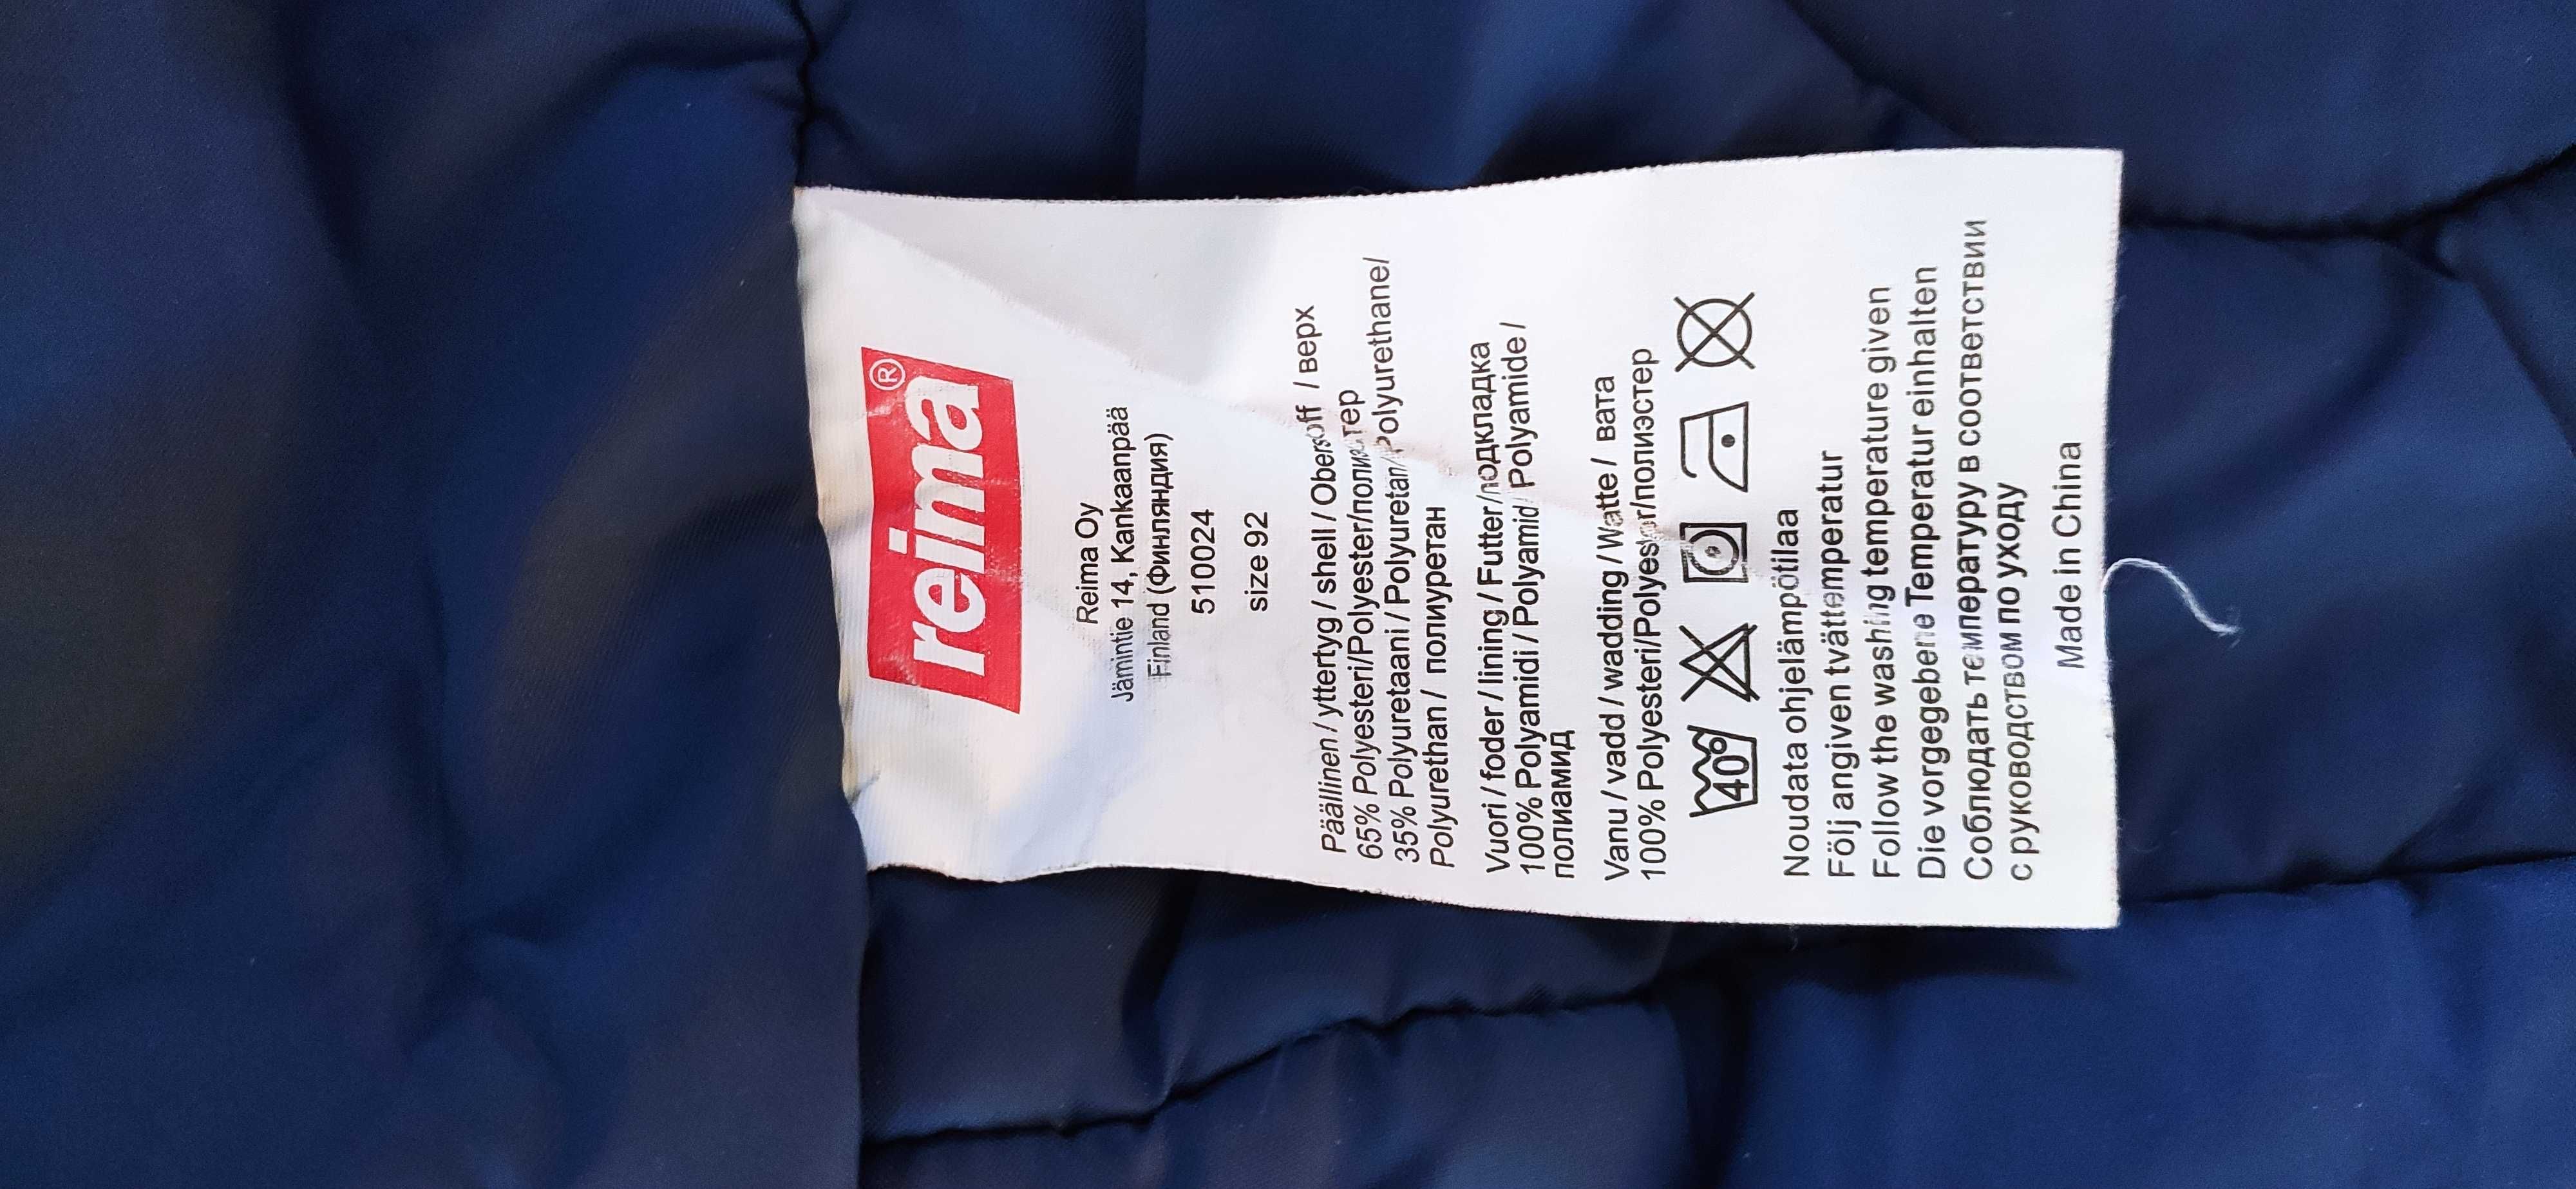 reima®
Reima Oy
Jämintie 14, Kankaanpää
Finland (Финляндия)
510024
size 92
Päällinen / yttertyg / shell / Obersoff / верх
65% Polyesteri/Polyester/полиэстер
35% Polyuretaani / Polyuretan/ Polyurethane/
Polyurethan / полиуретан
Vuori / foder / lining / Futter /подкладка
100% Polyamidi / Polyamid/ Polyamide /
полиамид
Vanu / vadd / wadding / Watte / вата
100% Polyesteri/Polyester/полиэстер
40°
Noudata ohjelämpötilaa
Följ angiven tvättemperatur
Follow the washing temperature given
Die vorgegebene Temperatur einhalten
Соблюдать температуру в соответствии
с руководством по уходу
Made in China